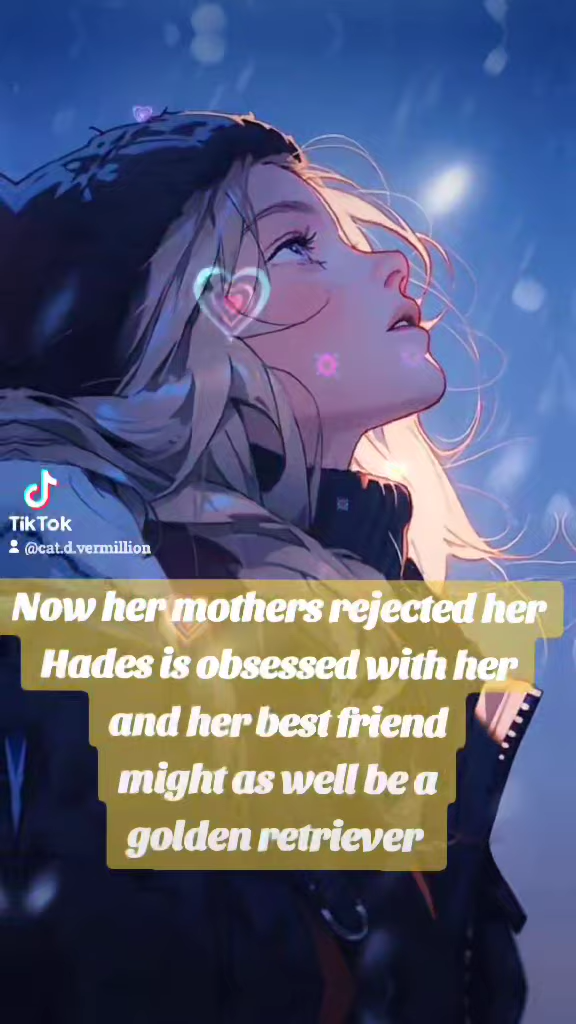 TikTok
@cat.d.vermillion
Now her mothers rejected her
Hades is obsessed with her
and her best friend
might as well be a
golden retriever